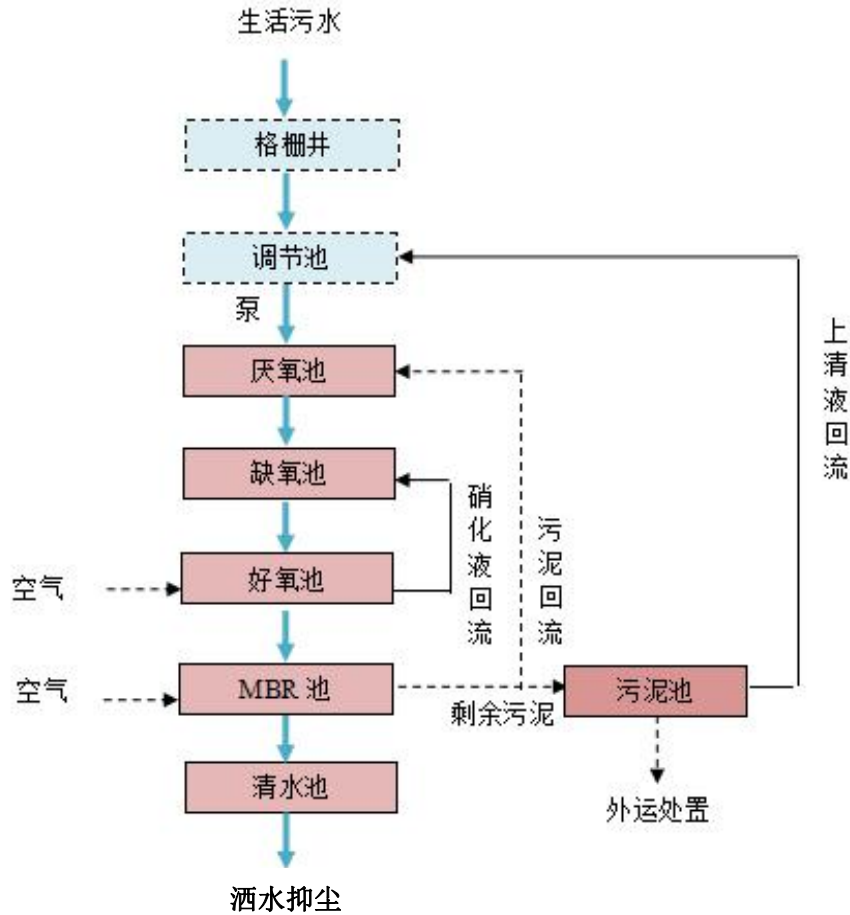 生活污水
格栅井
调节池
泵
厌氧池
缺氧池
好氧池
空气
MBR 池
空气
清水池
洒水抑尘
硝化液回流
污泥回流
上清液回流
剩余污泥
污泥池
外运处置